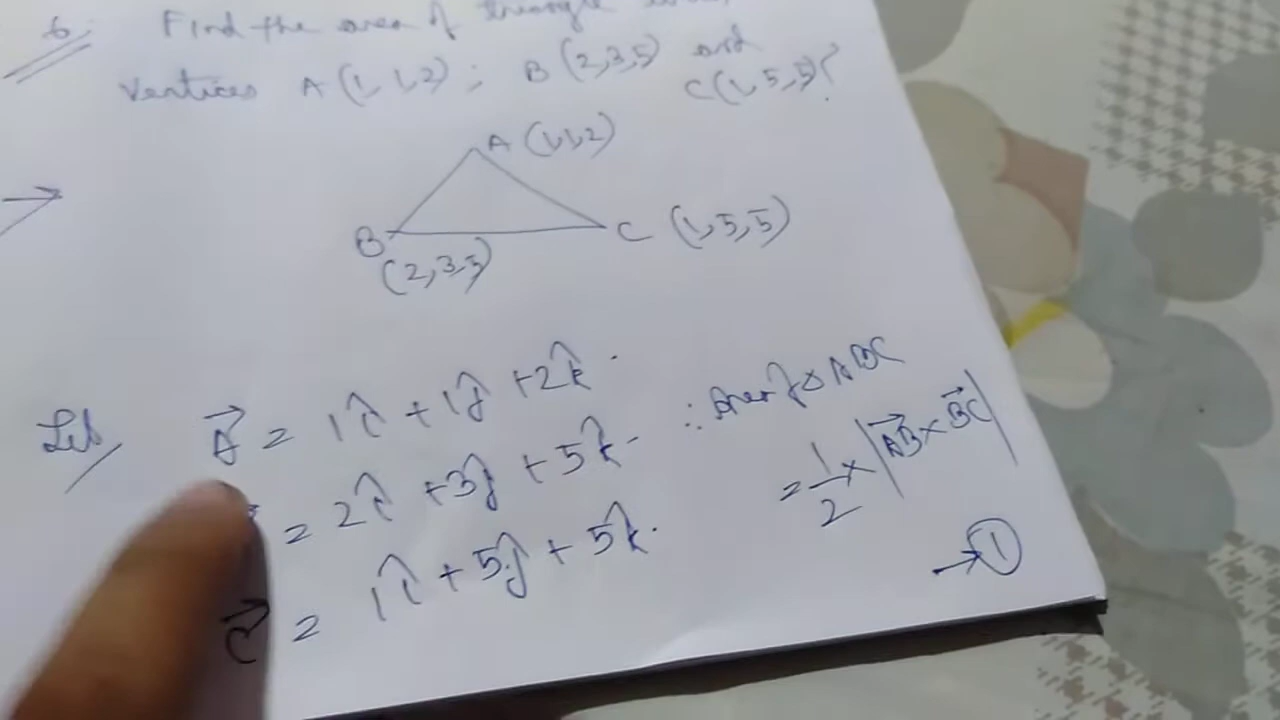 6. Find the area of triangle
Vertices A (1, 1, 2) ; B (2, 3, 5) and
C (1, 5, 5) ?
A (1, 1, 2)
B
(2, 3, 5)
C (1, 5, 5)
Let, A⃗ = 1î + 1ĵ + 2k̂.
= 2î + 3ĵ + 5k̂.
C⃗ = 1î + 5ĵ + 5k̂.
∴ Area of Δ ABC
= 1/2 × |AB⃗ × BC⃗|
→ ①